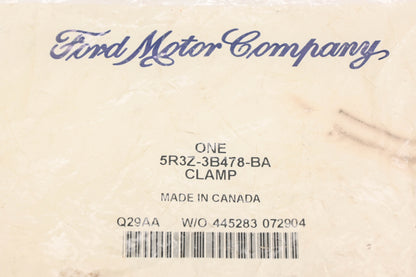 Ford Motor Company
ONE
5R3Z-3B478-BA
CLAMP
MADE IN CANADA
Q29AA W/O 445283 072904